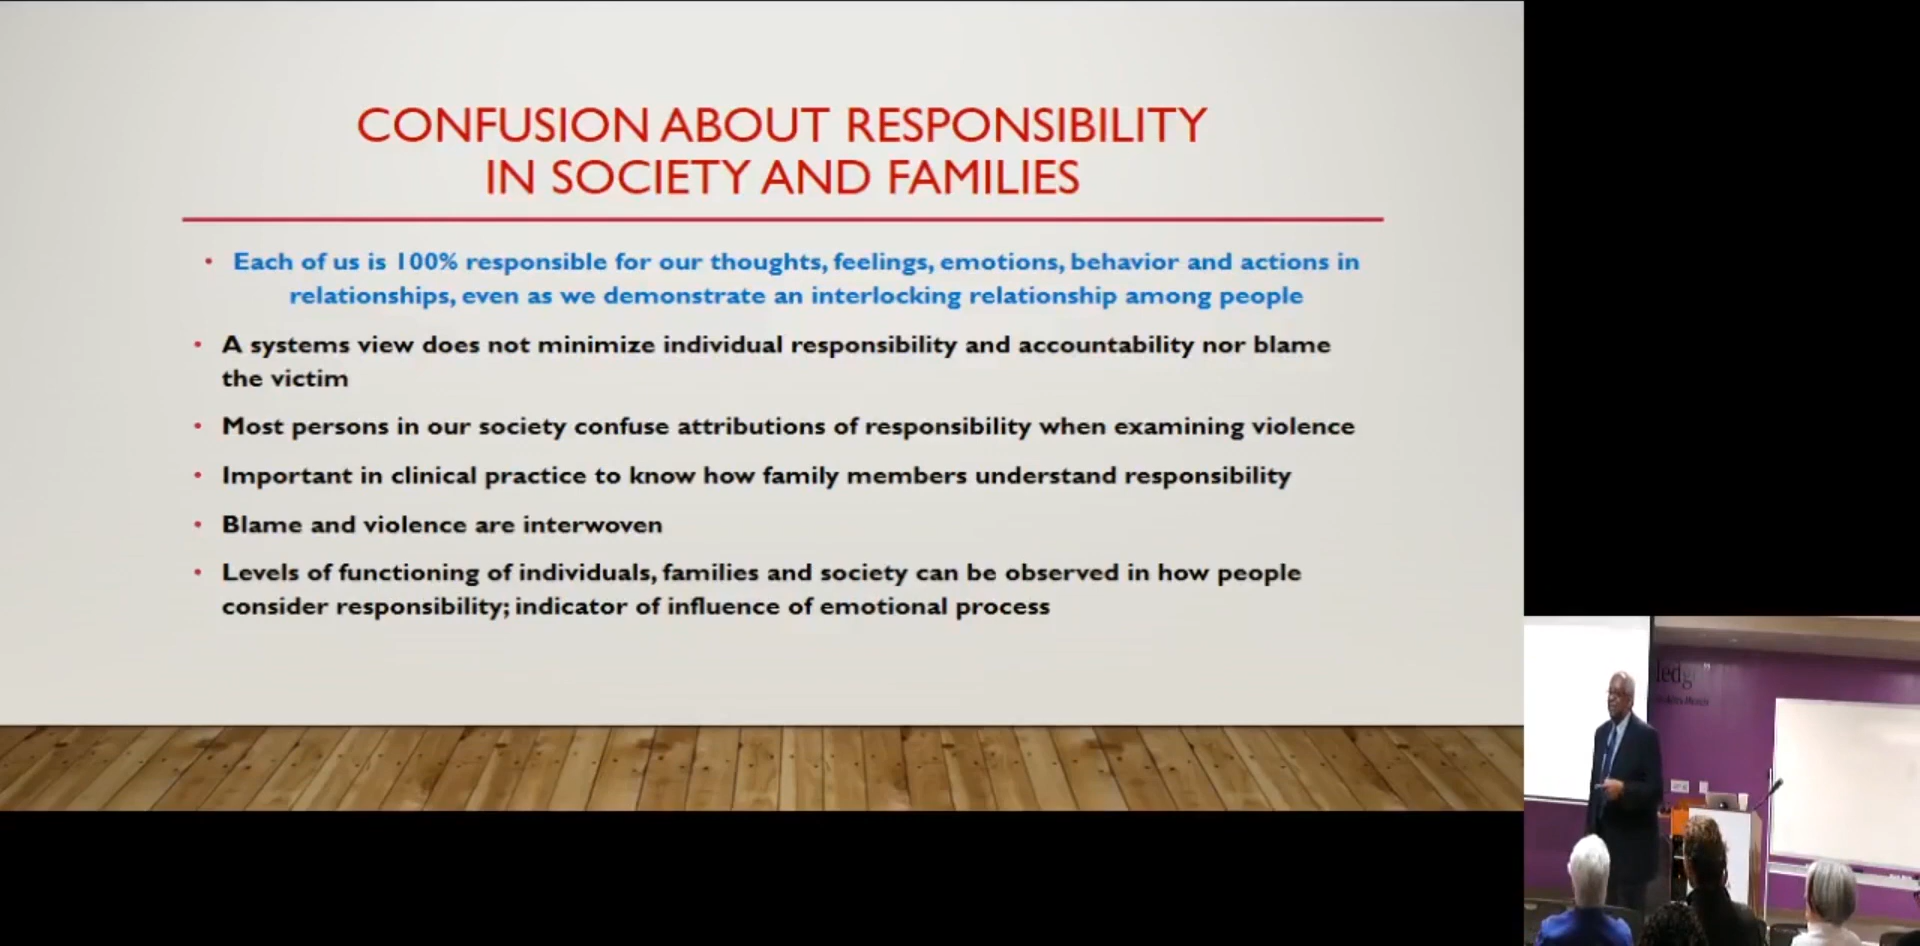 CONFUSION ABOUT RESPONSIBILITY
IN SOCIETY AND FAMILIES
• Each of us is 100% responsible for our thoughts, feelings, emotions, behavior and actions in
relationships, even as we demonstrate an interlocking relationship among people
• A systems view does not minimize individual responsibility and accountability nor blame
the victim
• Most persons in our society confuse attributions of responsibility when examining violence
• Important in clinical practice to know how family members understand responsibility
• Blame and violence are interwoven
• Levels of functioning of individuals, families and society can be observed in how people
consider responsibility; indicator of influence of emotional process